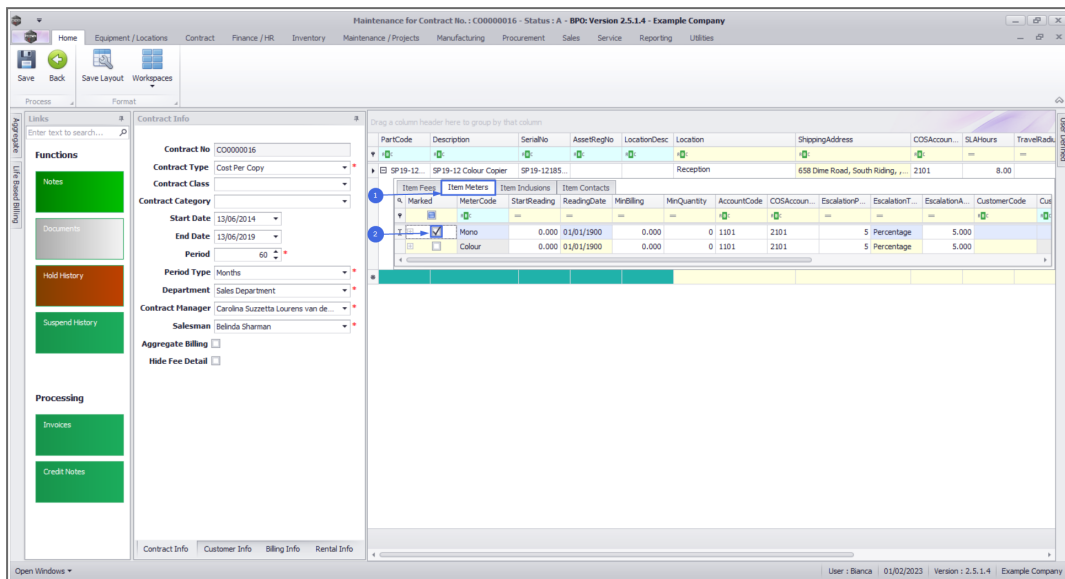 Maintenance for Contract No. : CO0000016 - Status : A - BPO: Version 2.5.1.4 - Example Company
Home Equipment / Locations Contract Finance / HR Inventory Maintenance / Projects Manufacturing Procurement Sales Service Reporting Utilities
Save Back Save Layout Workspaces
Process Format
Aggregate
Life Based Billing
Links
Enter text to search...
Functions
Notes
Documents
Hold History
Suspend History
Processing
Invoices
Credit Notes
Contract Info
Contract No CO0000016
Contract Type Cost Per Copy *
Contract Class
Contract Category
Start Date 13/06/2014
End Date 13/06/2019
Period 60 *
Period Type Months *
Department Sales Department *
Contract Manager Carolina Suzzetta Lourens van de... *
Salesman Belinda Sharman *
Aggregate Billing
Hide Fee Detail
Contract Info Customer Info Billing Info Rental Info
Drag a column header here to group by that column
PartCode Description SerialNo AssetRegNo LocationDesc Location ShippingAddress COSAccoun... SLAHours TravelRadiu
SP19-12... SP19-12 Colour Copier SP19-12185... Reception 658 Dime Road, South Riding, ,... 2101 8.00
1
Item Fees Item Meters Item Indusions Item Contacts
Marked MeterCode StartReading ReadingDate MinBilling MinQuantity AccountCode COSAccoun... EscalationP... EscalationT... EscalationA... CustomerCode Cus
2
Mono 0.000 01/01/1900 0.000 0 1101 2101 5 Percentage 5.000
Colour 0.000 01/01/1900 0.000 0 1101 2101 5 Percentage 5.000
User Defined
Open Windows
User : Bianca 01/02/2023 Version : 2.5.1.4 Example Company